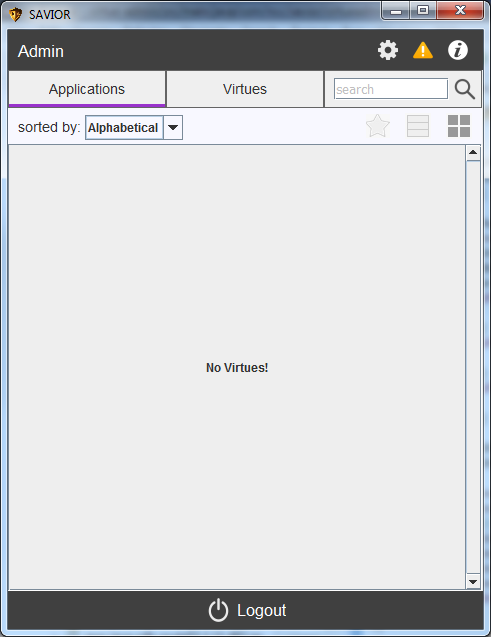 SAVIOR
Admin
Applications
Virtues
search
sorted by: Alphabetical
No Virtues!
Logout